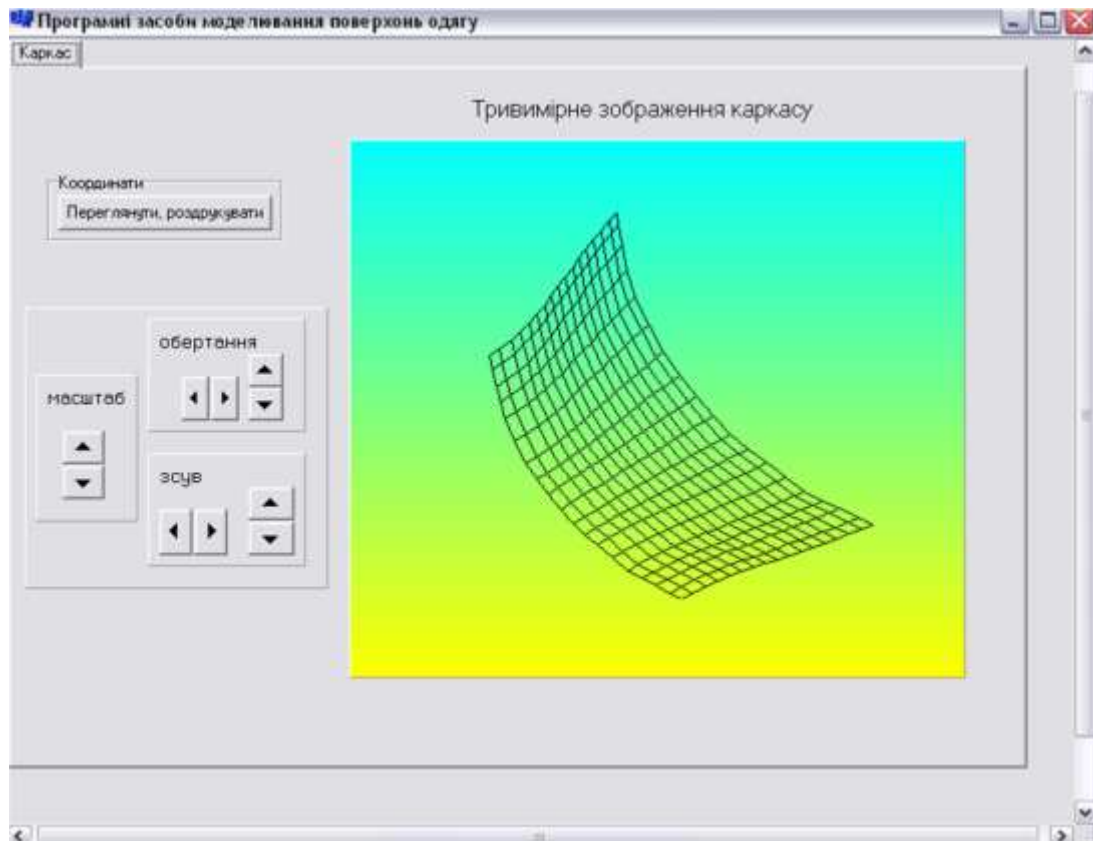 Програмні засоби моделювання поверхонь одягу
Каркас
Тривимірне зображення каркасу
Координати
Переглянути, роздрукувати
обертання
масштаб
зсув